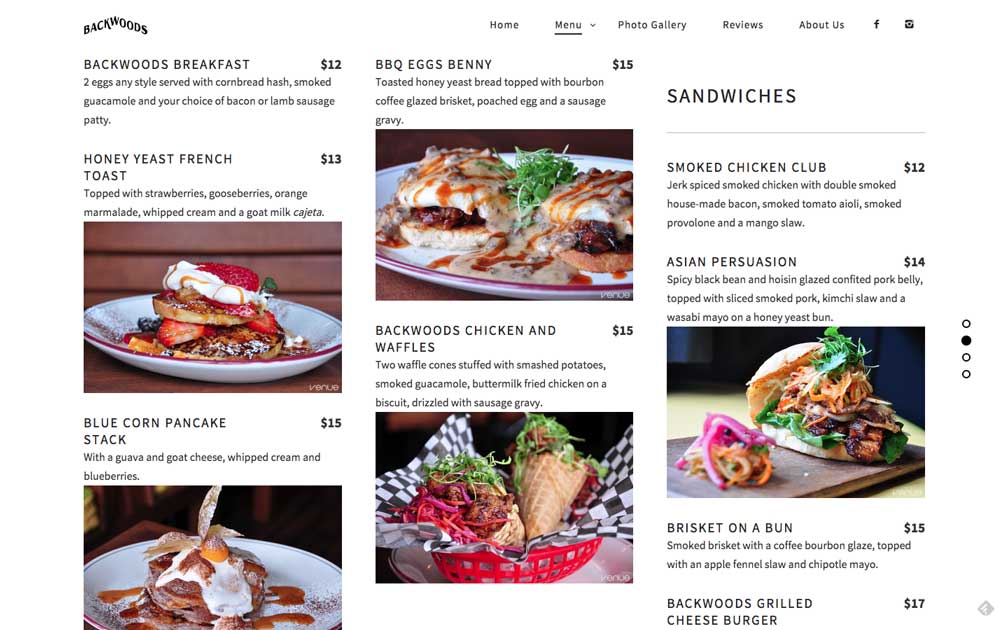 BACKWOODS
Home
Menu
Photo Gallery
Reviews
About Us
BACKWOODS BREAKFAST $12
2 eggs any style served with cornbread hash, smoked
guacamole and your choice of bacon or lamb sausage
patty.
HONEY YEAST FRENCH $13
TOAST
Topped with strawberries, gooseberries, orange
marmalade, whipped cream and a goat milk cajeta.
venue
BLUE CORN PANCAKE $15
STACK
With a guava and goat cheese, whipped cream and
blueberries.
BBQ EGGS BENNY $15
Toasted honey yeast bread topped with bourbon
coffee glazed brisket, poached egg and a sausage
gravy.
venue
BACKWOODS CHICKEN AND $15
WAFFLES
Two waffle cones stuffed with smashed potatoes,
smoked guacamole, buttermilk fried chicken on a
biscuit, drizzled with sausage gravy.
venue
SANDWICHES
SMOKED CHICKEN CLUB $12
Jerk spiced smoked chicken with double smoked
house-made bacon, smoked tomato aioli, smoked
provolone and a mango slaw.
ASIAN PERSUASION $14
Spicy black bean and hoisin glazed confited pork belly,
topped with sliced smoked pork, kimchi slaw and a
wasabi mayo on a honey yeast bun.
venue
BRISKET ON A BUN $15
Smoked brisket with a coffee bourbon glaze, topped
with an apple fennel slaw and chipotle mayo.
BACKWOODS GRILLED $17
CHEESE BURGER